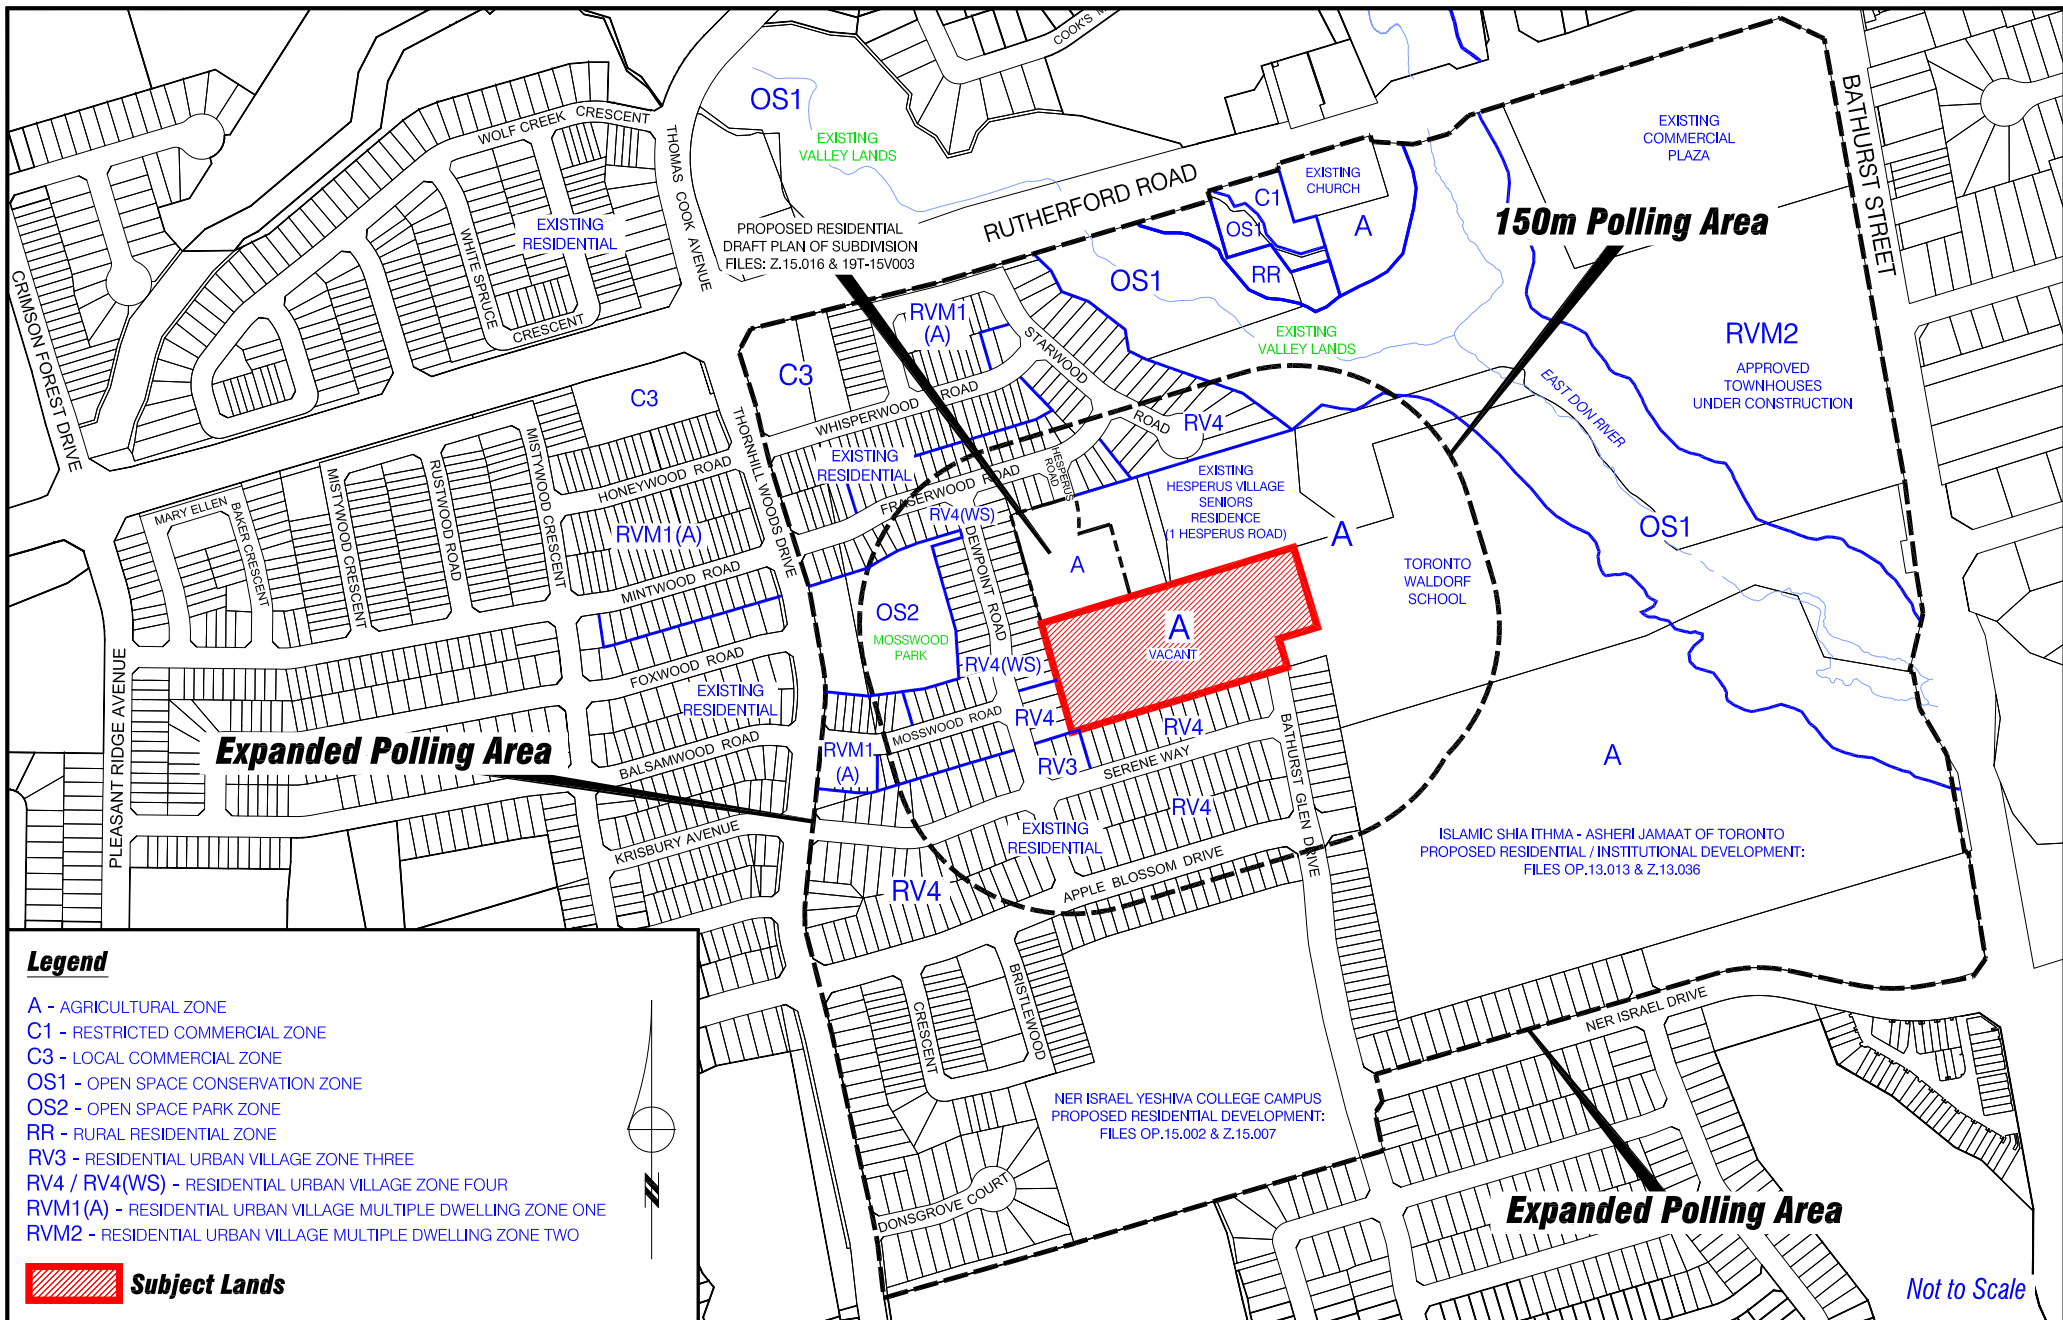 COOK'S
OS1
EXISTING
VALLEY LANDS
WOLF CREEK CRESCENT
THOMAS COOK AVENUE
EXISTING
RESIDENTIAL
WHITE SPRUCE
CRESCENT
CRIMSON FOREST DRIVE
PROPOSED RESIDENTIAL
DRAFT PLAN OF SUBDIVISION
FILES: Z.15.016 & 19T-15V003
RUTHERFORD ROAD
EXISTING
CHURCH
C1
OS1
A
RR
EXISTING
COMMERCIAL
PLAZA
BATHURST STREET
150m Polling Area
OS1
EXISTING
VALLEY LANDS
RVM2
APPROVED
TOWNHOUSES
UNDER CONSTRUCTION
EAST DON RIVER
RVM1
(A)
STARWOOD
ROAD
C3
C3
WHISPERWOOD ROAD
RV4
THORNHILL WOODS DRIVE
EXISTING
RESIDENTIAL
FRASERWOOD ROAD
HESPERUS
ROAD
EXISTING
HESPERUS VILLAGE
SENIORS
RESIDENCE
(1 HESPERUS ROAD)
RV4(WS)
DEWPOINT ROAD
A
A
OS1
TORONTO
WALDORF
SCHOOL
MARY ELLEN
BAKER CRESCENT
MISTYWOOD CRESCENT
RUSTWOOD ROAD
MISTYWOOD CRESCENT
HONEYWOOD ROAD
RVM1(A)
MINTWOOD ROAD
OS2
MOSSWOOD
PARK
A
VACANT
PLEASANT RIDGE AVENUE
FOXWOOD ROAD
RV4(WS)
EXISTING
RESIDENTIAL
MOSSWOOD ROAD
RV4
RV4
BATHURST GLEN DRIVE
Expanded Polling Area
BALSAMWOOD ROAD
RVM1
(A)
RV3
SERENE WAY
A
RV4
KRISBURY AVENUE
EXISTING
RESIDENTIAL
APPLE BLOSSOM DRIVE
RV4
ISLAMIC SHIA ITHMA - ASHERI JAMAAT OF TORONTO
PROPOSED RESIDENTIAL / INSTITUTIONAL DEVELOPMENT:
FILES OP.13.013 & Z.13.036
BRISTLEWOOD
CRESCENT
NER ISRAEL DRIVE
NER ISRAEL YESHIVA COLLEGE CAMPUS
PROPOSED RESIDENTIAL DEVELOPMENT:
FILES OP.15.002 & Z.15.007
DONSGROVE COURT
Expanded Polling Area
Legend
A - AGRICULTURAL ZONE
C1 - RESTRICTED COMMERCIAL ZONE
C3 - LOCAL COMMERCIAL ZONE
OS1 - OPEN SPACE CONSERVATION ZONE
OS2 - OPEN SPACE PARK ZONE
RR - RURAL RESIDENTIAL ZONE
RV3 - RESIDENTIAL URBAN VILLAGE ZONE THREE
RV4 / RV4(WS) - RESIDENTIAL URBAN VILLAGE ZONE FOUR
RVM1(A) - RESIDENTIAL URBAN VILLAGE MULTIPLE DWELLING ZONE ONE
RVM2 - RESIDENTIAL URBAN VILLAGE MULTIPLE DWELLING ZONE TWO
N
Subject Lands
Not to Scale